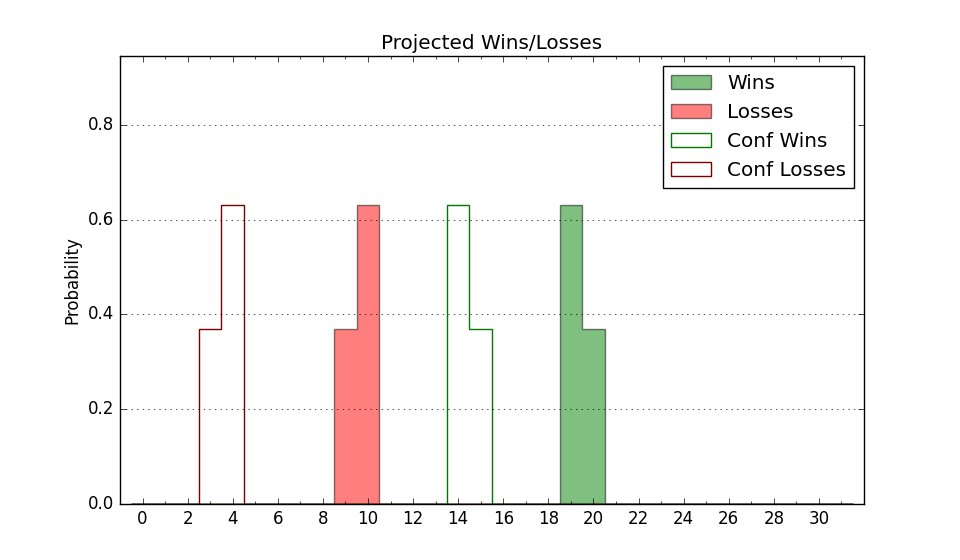 Projected Wins/Losses
Wins
Losses
Conf Wins
Conf Losses
Probability
0.8
0.6
0.4
0.2
0.0
0 2 4 6 8 10 12 14 16 18 20 22 24 26 28 30